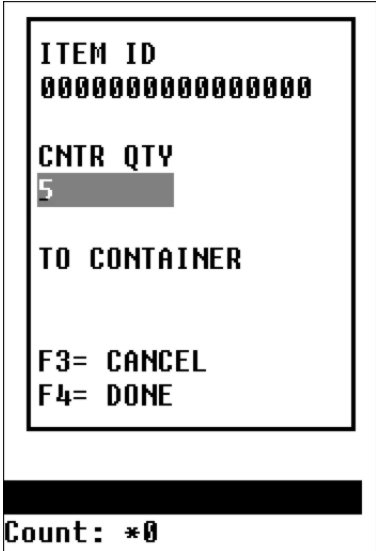 ITEM ID
0000000000000000
CNTR QTY
5
TO CONTAINER
F3= CANCEL
F4= DONE
Count: *0